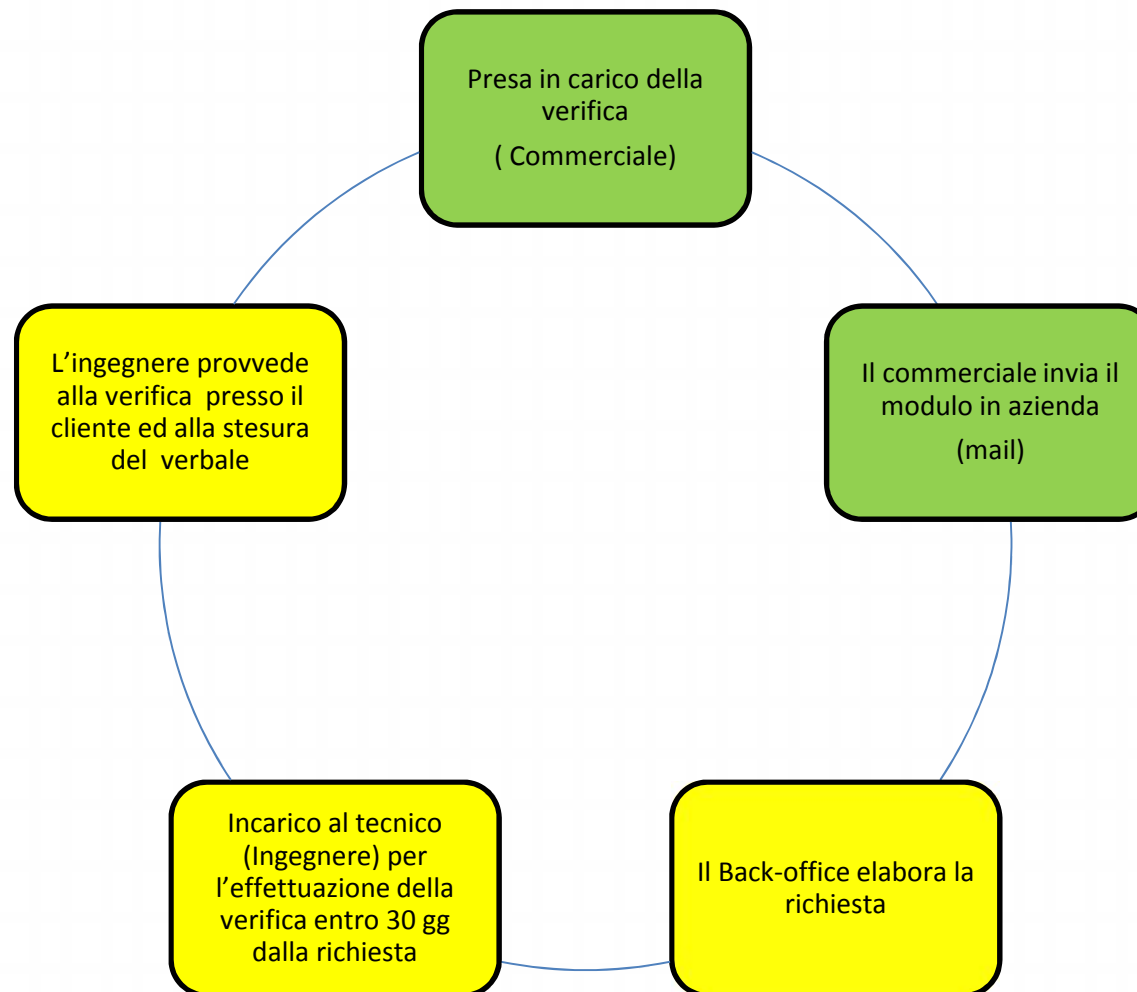 Presa in carico della
verifica
( Commerciale)
Il commerciale invia il
modulo in azienda
(mail)
Il Back-office elabora la
richiesta
Incarico al tecnico
(Ingegnere) per
l’effettuazione della
verifica entro 30 gg
dalla richiesta
L’ingegnere provvede
alla verifica  presso il
cliente ed alla stesura
del  verbale